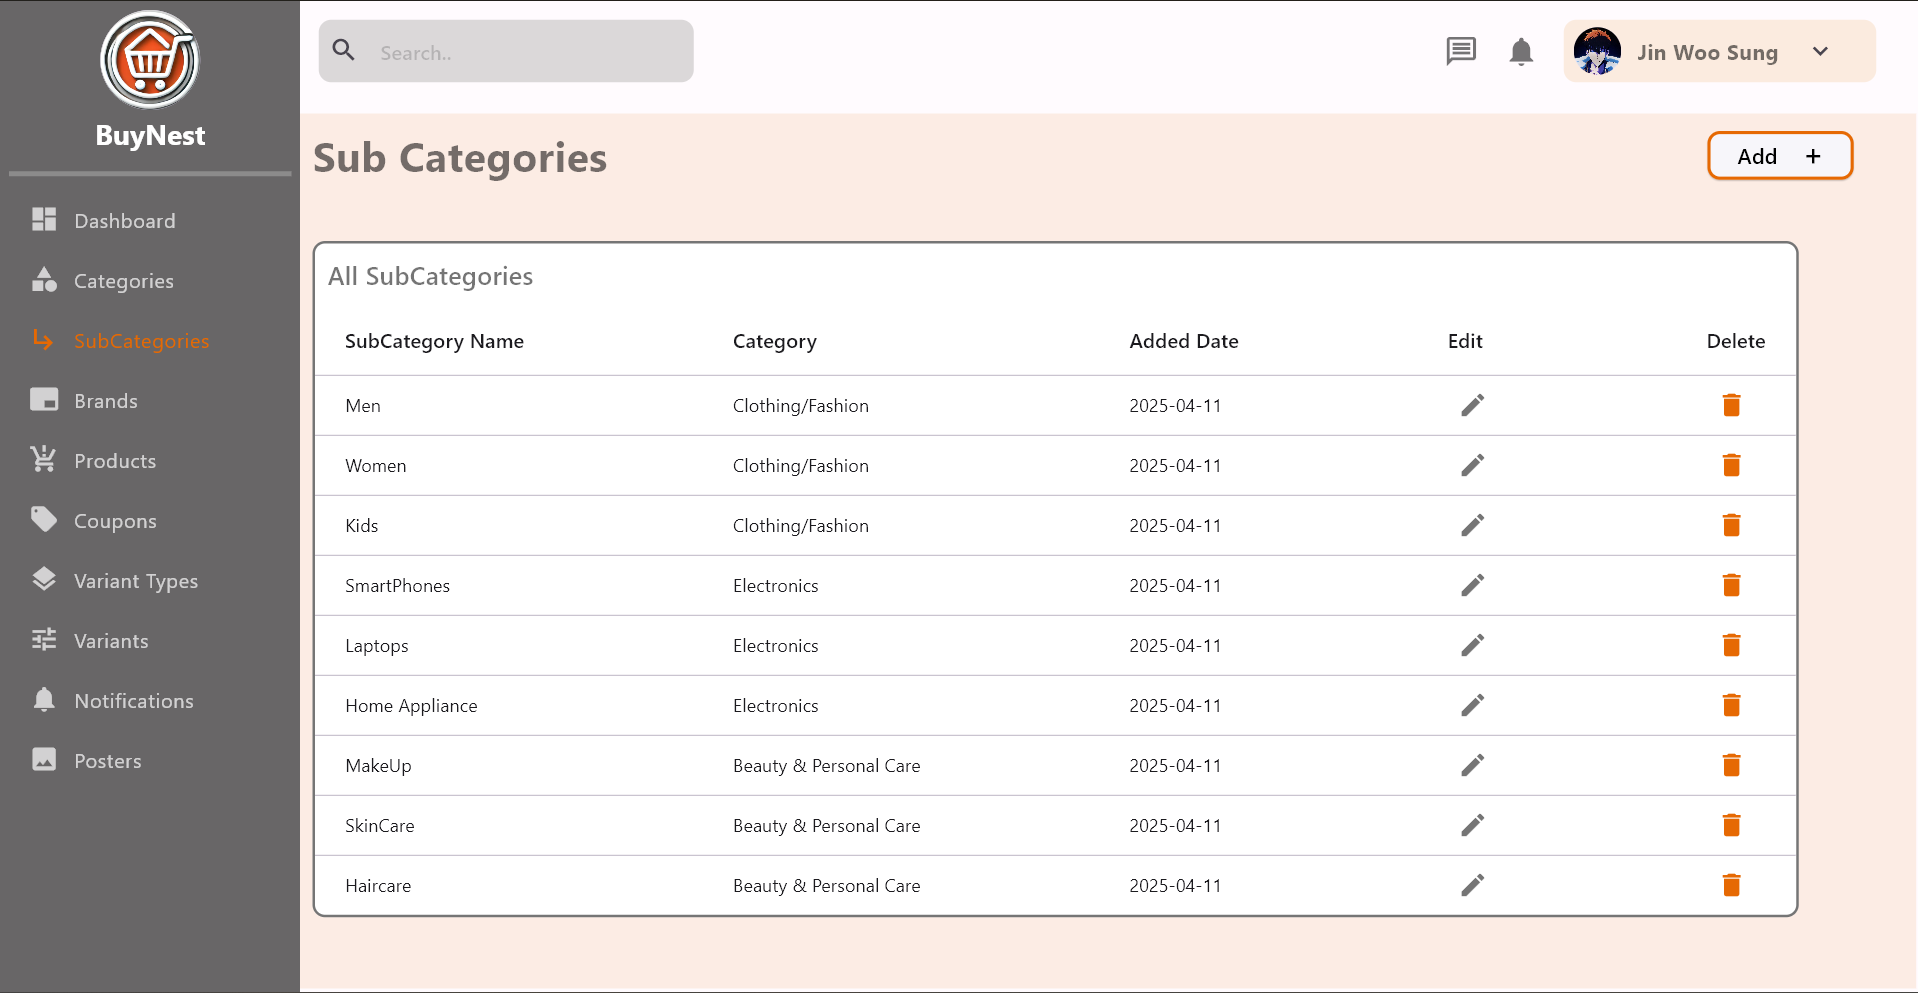 BuyNest
Dashboard
Categories
SubCategories
Brands
Products
Coupons
Variant Types
Variants
Notifications
Posters
Search..
Jin Woo Sung
Sub Categories
Add +
All SubCategories
SubCategory Name Category Added Date Edit Delete
Men Clothing/Fashion 2025-04-11
Women Clothing/Fashion 2025-04-11
Kids Clothing/Fashion 2025-04-11
SmartPhones Electronics 2025-04-11
Laptops Electronics 2025-04-11
Home Appliance Electronics 2025-04-11
MakeUp Beauty & Personal Care 2025-04-11
SkinCare Beauty & Personal Care 2025-04-11
Haircare Beauty & Personal Care 2025-04-11